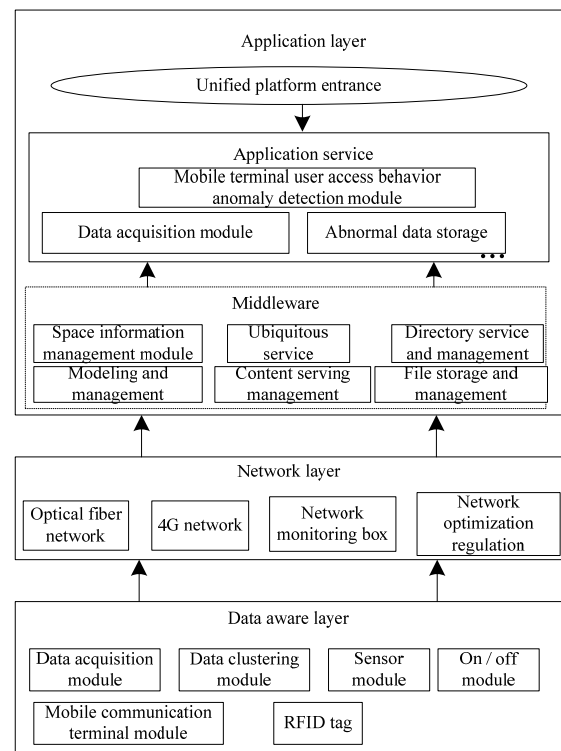 Application layer
Unified platform entrance
Application service
Mobile terminal user access behavior
anomaly detection module
Data acquisition module
Abnormal data storage
...
Middleware
Space information
management module
Ubiquitous
service
Directory service
and management
Modeling and
management
Content serving
management
File storage and
management
Network layer
Optical fiber
network
4G network
Network
monitoring box
Network
optimization
regulation
Data aware layer
Data acquisition
module
Data clustering
module
Sensor
module
On / off
module
Mobile communication
terminal module
RFID tag